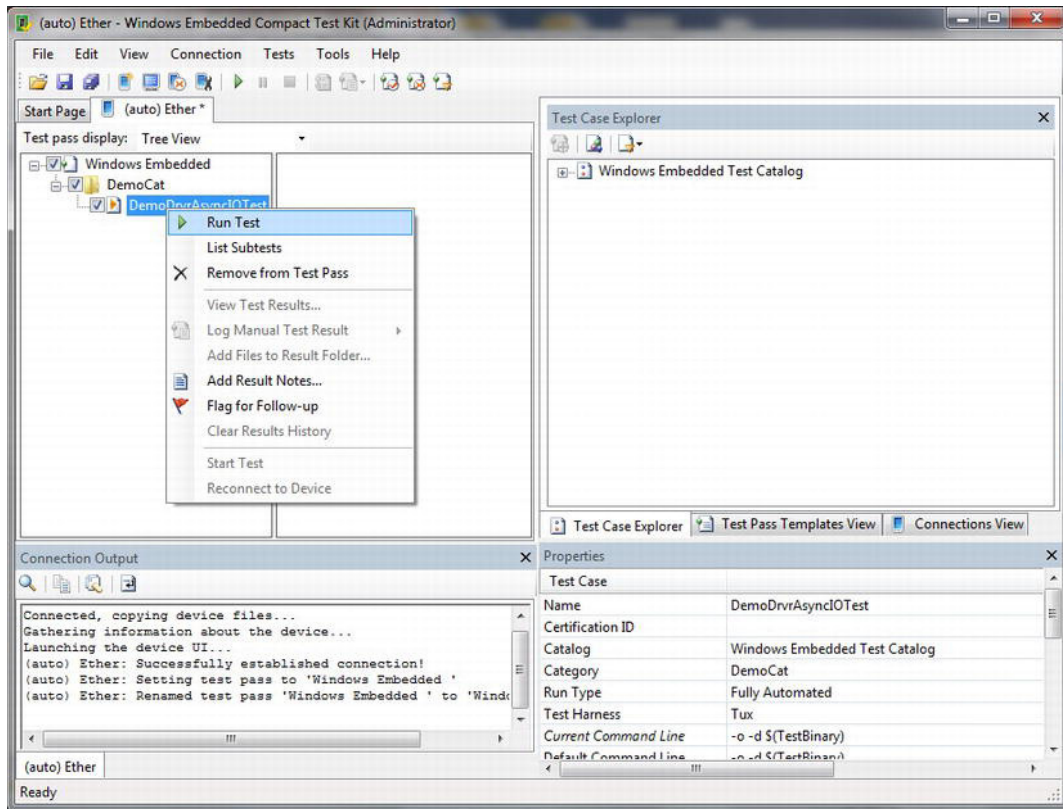 (auto) Ether - Windows Embedded Compact Test Kit (Administrator)
File Edit View Connection Tests Tools Help
Start Page (auto) Ether *
Test pass display: Tree View
Windows Embedded
DemoCat
DemoDrvrAsyncIOTest
Run Test
List Subtests
Remove from Test Pass
View Test Results...
Log Manual Test Result
Add Files to Result Folder...
Add Result Notes...
Flag for Follow-up
Clear Results History
Start Test
Reconnect to Device
Test Case Explorer
Windows Embedded Test Catalog
Test Case Explorer Test Pass Templates View Connections View
Connection Output
Connected, copying device files...
Gathering information about the device...
Launching the device UI...
(auto) Ether: Successfully established connection!
(auto) Ether: Setting test pass to 'Windows Embedded '
(auto) Ether: Renamed test pass 'Windows Embedded ' to 'Windo
(auto) Ether
Properties
Test Case
Name DemoDrvrAsyncIOTest
Certification ID
Catalog Windows Embedded Test Catalog
Category DemoCat
Run Type Fully Automated
Test Harness Tux
Current Command Line -o -d $(TestBinary)
Default Command Line -o -d $(TestBinary)
Ready